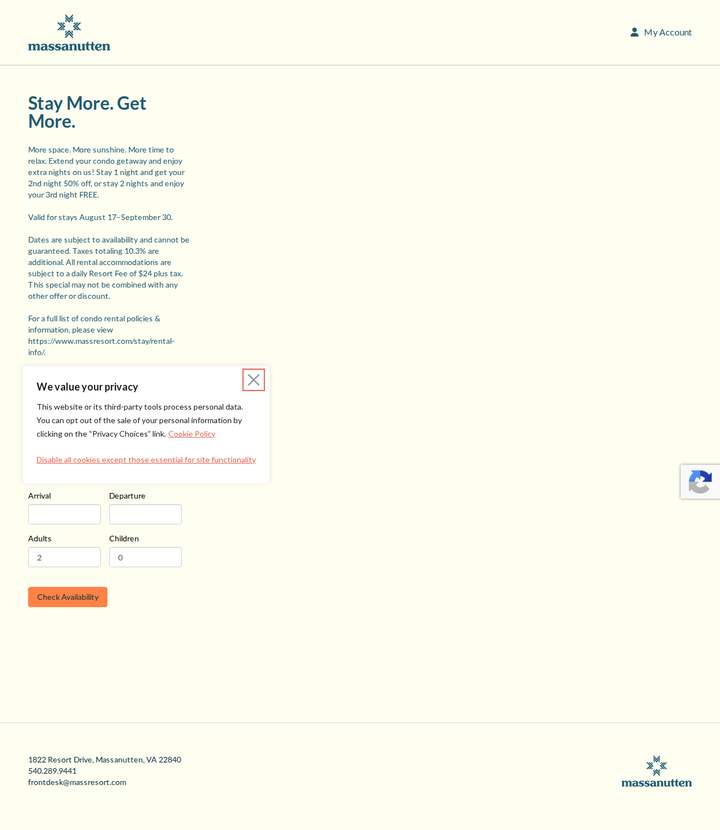 massanutten
My Account
Stay More. Get
More.
More space. More sunshine. More time to
relax. Extend your condo getaway and enjoy
extra nights on us! Stay 1 night and get your
2nd night 50% off, or stay 2 nights and enjoy
your 3rd night FREE.
Valid for stays August 17–September 30.
Dates are subject to availability and cannot be
guaranteed. Taxes totaling 10.3% are
additional. All rental accommodations are
subject to a daily Resort Fee of $24 plus tax.
This special may not be combined with any
other offer or discount.
For a full list of condo rental policies &
information, please view
https://www.massresort.com/stay/rental-
info/.
We value your privacy
This website or its third-party tools process personal data.
You can opt out of the sale of your personal information by
clicking on the "Privacy Choices" link. Cookie Policy
Disable all cookies except those essential for site functionality
Arrival Departure
Adults Children
2 0
Check Availability
1822 Resort Drive, Massanutten, VA 22840
540.289.9441
frontdesk@massresort.com
massanutten